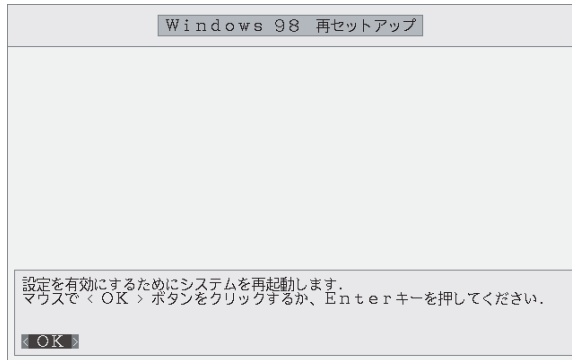 Windows 98 再セットアップ
設定を有効にするためにシステムを再起動します.
マウスで < OK > ボタンをクリックするか、Enterキーを押してください.
< OK >